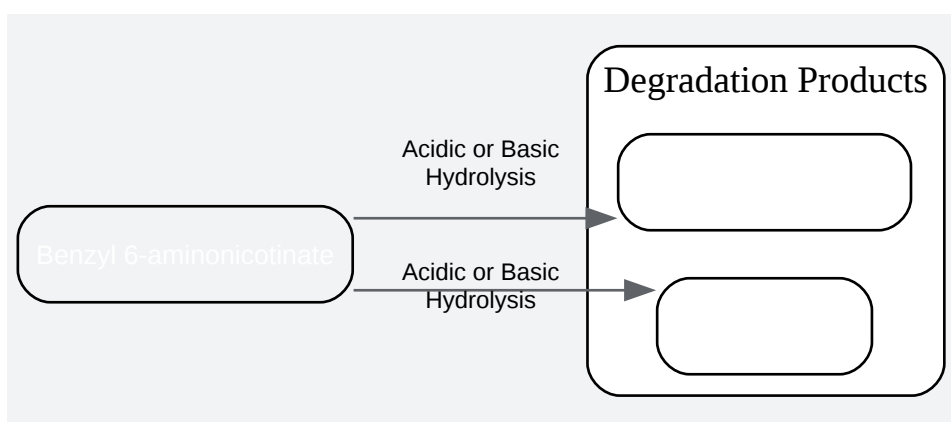 Degradation Products
Acidic or Basic
Hydrolysis
Benzyl 6-aminonicotinate
Acidic or Basic
Hydrolysis